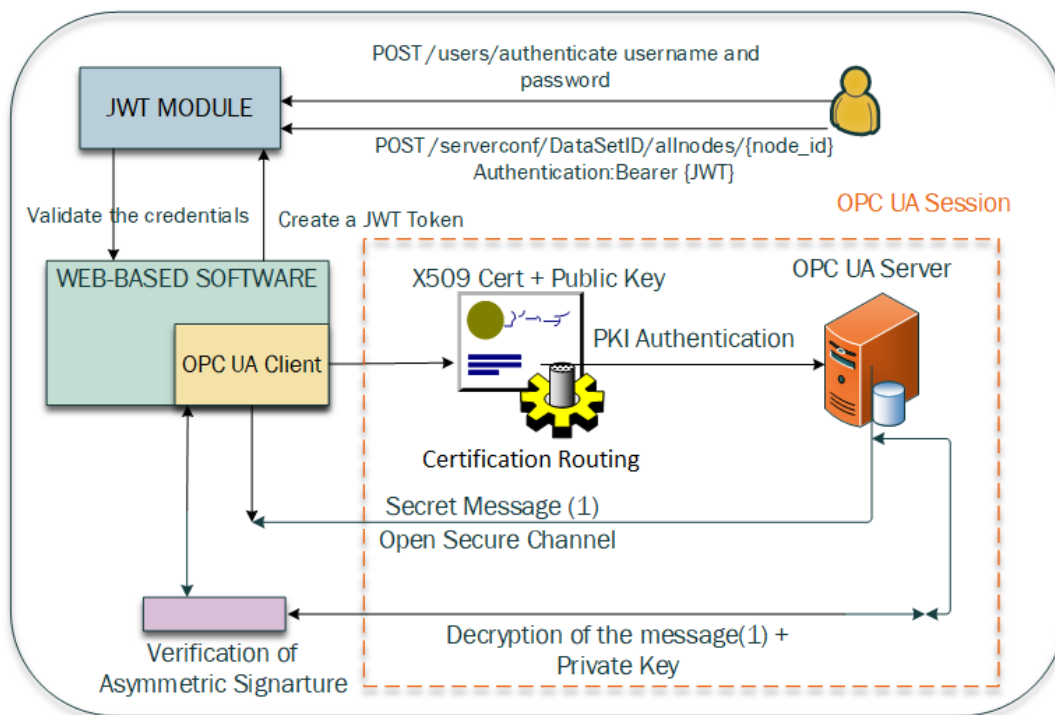 POST/users/authenticate username and
password
JWT MODULE
POST/serverconf/DataSetID/allnodes/{node_id}
Authentication:Bearer {JWT}
Validate the credentials
Create a JWT Token
OPC UA Session
WEB-BASED SOFTWARE
X509 Cert + Public Key
OPC UA Server
OPC UA Client
PKI Authentication
Certification Routing
Secret Message (1)
Open Secure Channel
Decryption of the message(1) +
Private Key
Verification of
Asymmetric Signarture